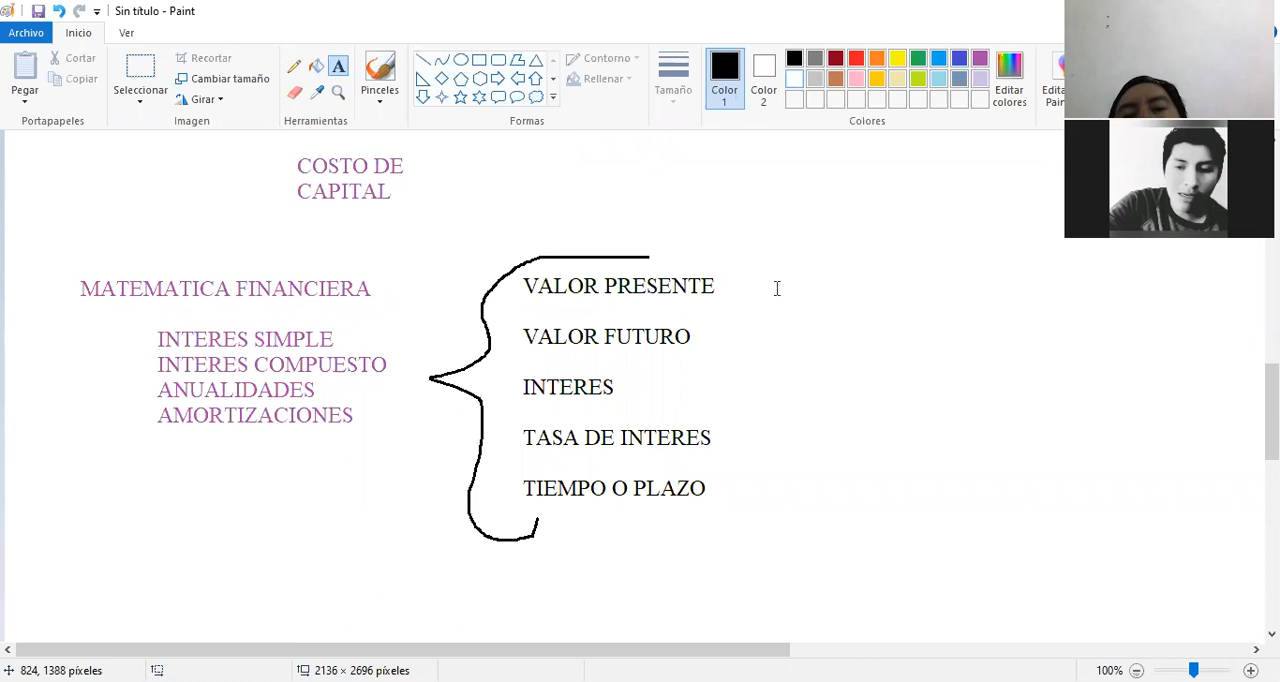 Sin título - Paint
Archivo Inicio Ver
Pegar
Cortar
Copiar
Portapapeles
Seleccionar
Recortar
Cambiar tamaño
Girar
Imagen
A
Herramientas
Pinceles
Contorno
Rellenar
Formas
Tamaño
Color
1
Color
2
Editar
colores
Colores
Editar
Pain
COSTO DE
CAPITAL
MATEMATICA FINANCIERA
INTERES SIMPLE
INTERES COMPUESTO
ANUALIDADES
AMORTIZACIONES
VALOR PRESENTE
VALOR FUTURO
INTERES
TASA DE INTERES
TIEMPO O PLAZO
824, 1388 píxeles
2136 × 2696 píxeles
100%